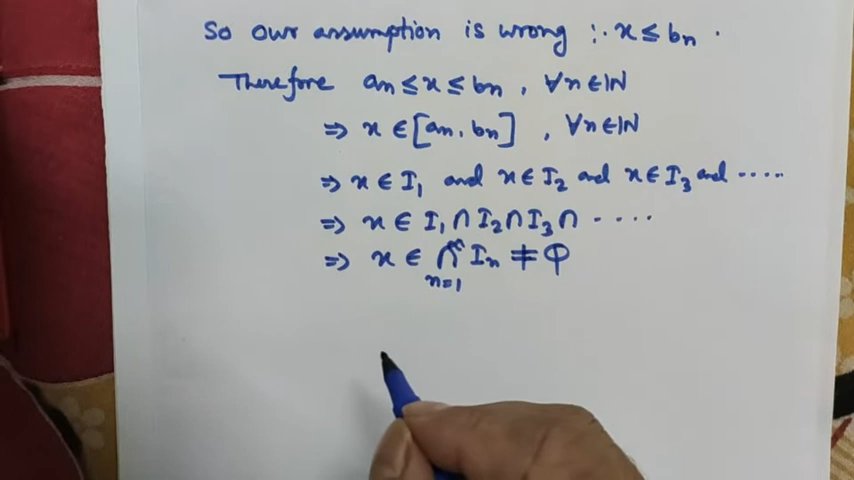 So our assumption is wrong ∴ x ≤ bn .
Therefore an ≤ x ≤ bn , ∀n∈ℕ
⇒ x ∈ [an, bn] , ∀n∈ℕ
⇒ x ∈ I₁ and x ∈ I₂ and x ∈ I₃ and .....
⇒ x ∈ I₁ ∩ I₂ ∩ I₃ ∩ ....
⇒ x ∈ ∩_{n=1}^{∞} Iₙ ≠ φ